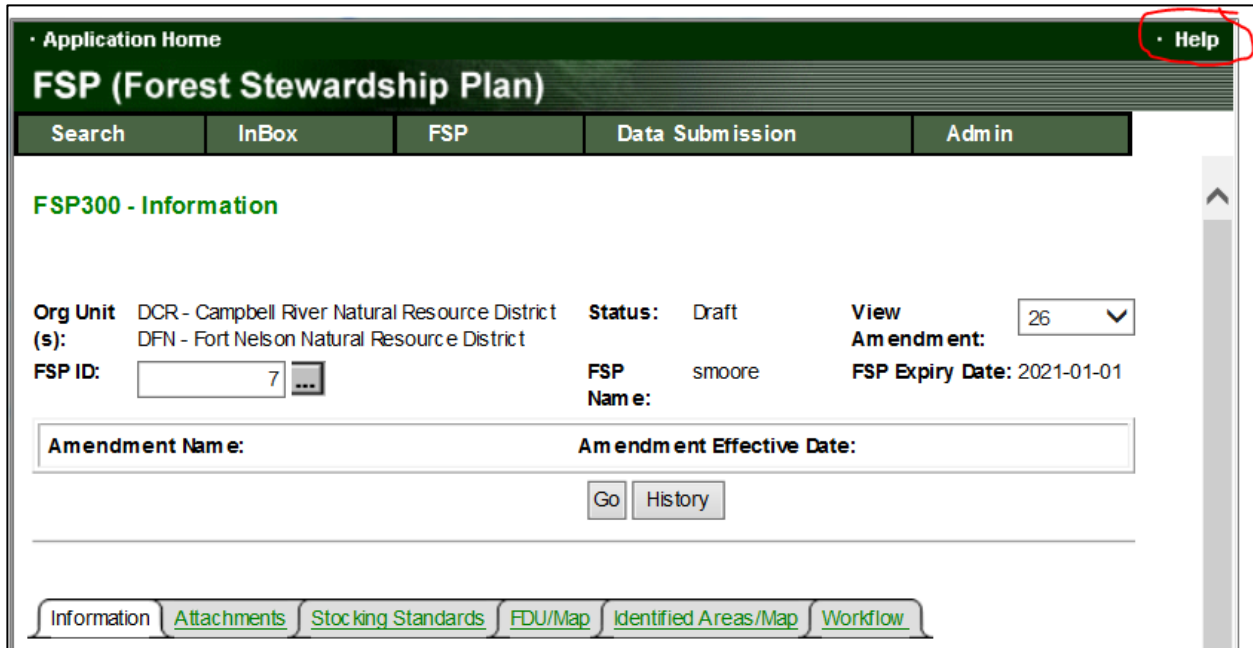 · Application Home · Help
FSP (Forest Stewardship Plan)
Search InBox FSP Data Submission Admin
FSP300 - Information
Org Unit DCR - Campbell River Natural Resource District Status: Draft View 26
(s): DFN - Fort Nelson Natural Resource District Amendment:
FSP ID: 7 ... FSP smoore FSP Expiry Date: 2021-01-01
Name:
Amendment Name: Amendment Effective Date:
Go History
Information Attachments Stocking Standards FDU/Map Identified Areas/Map Workflow